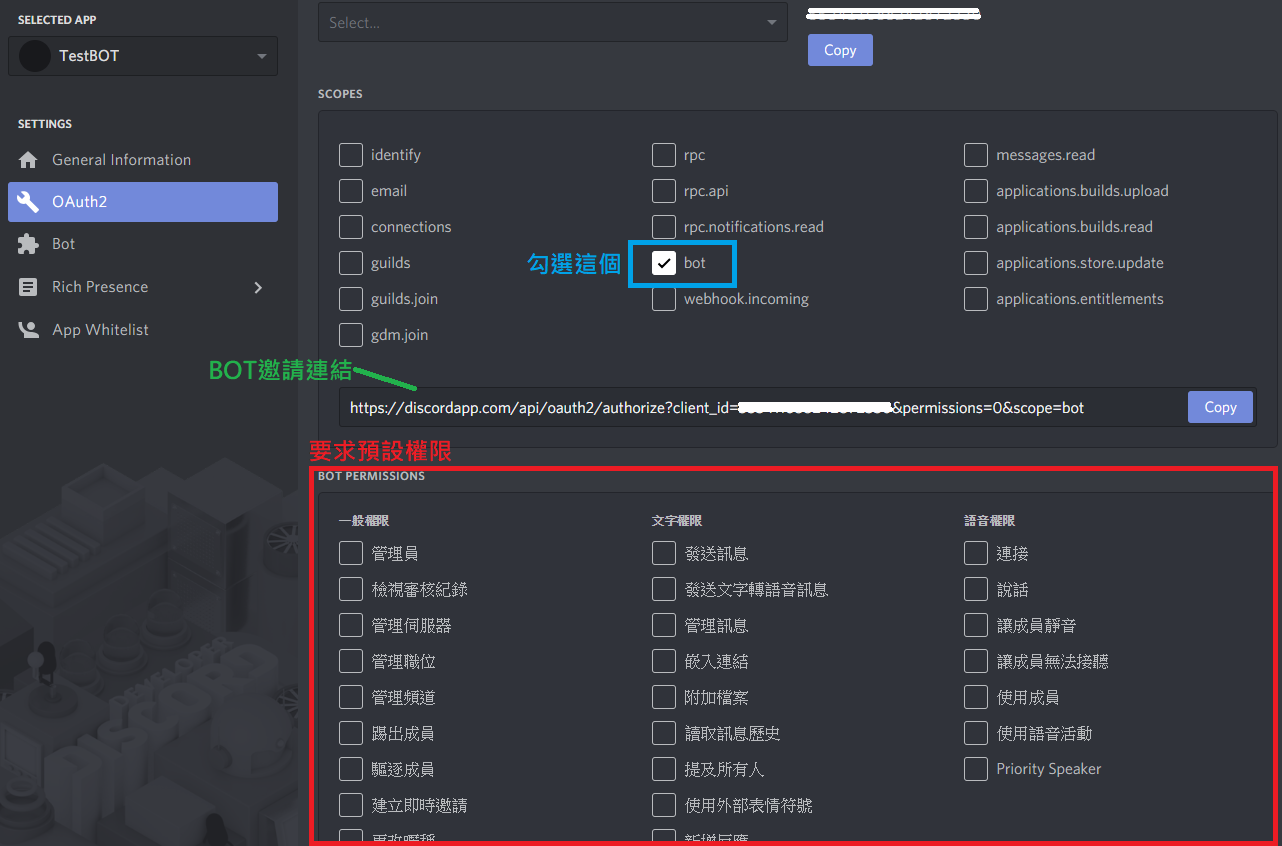 SELECTED APP
TestBOT
SETTINGS
General Information
OAuth2
Bot
Rich Presence
App Whitelist
Select...
Copy
SCOPES
identify
email
connections
guilds
guilds.join
gdm.join
rpc
rpc.api
rpc.notifications.read
勾選這個
bot
webhook.incoming
messages.read
applications.builds.upload
applications.builds.read
applications.store.update
applications.entitlements
BOT邀請連結
https://discordapp.com/api/oauth2/authorize?client_id= &permissions=0&scope=bot
Copy
要求預設權限
BOT PERMISSIONS
一般權限
管理員
檢視審核紀錄
管理伺服器
管理職位
管理頻道
踢出成員
驅逐成員
建立即時邀請
更改暱稱
文字權限
發送訊息
發送文字轉語音訊息
管理訊息
嵌入連結
附加檔案
讀取訊息歷史
提及所有人
使用外部表情符號
新增反應
語音權限
連接
說話
讓成員靜音
讓成員無法接聽
使用成員
使用語音活動
Priority Speaker